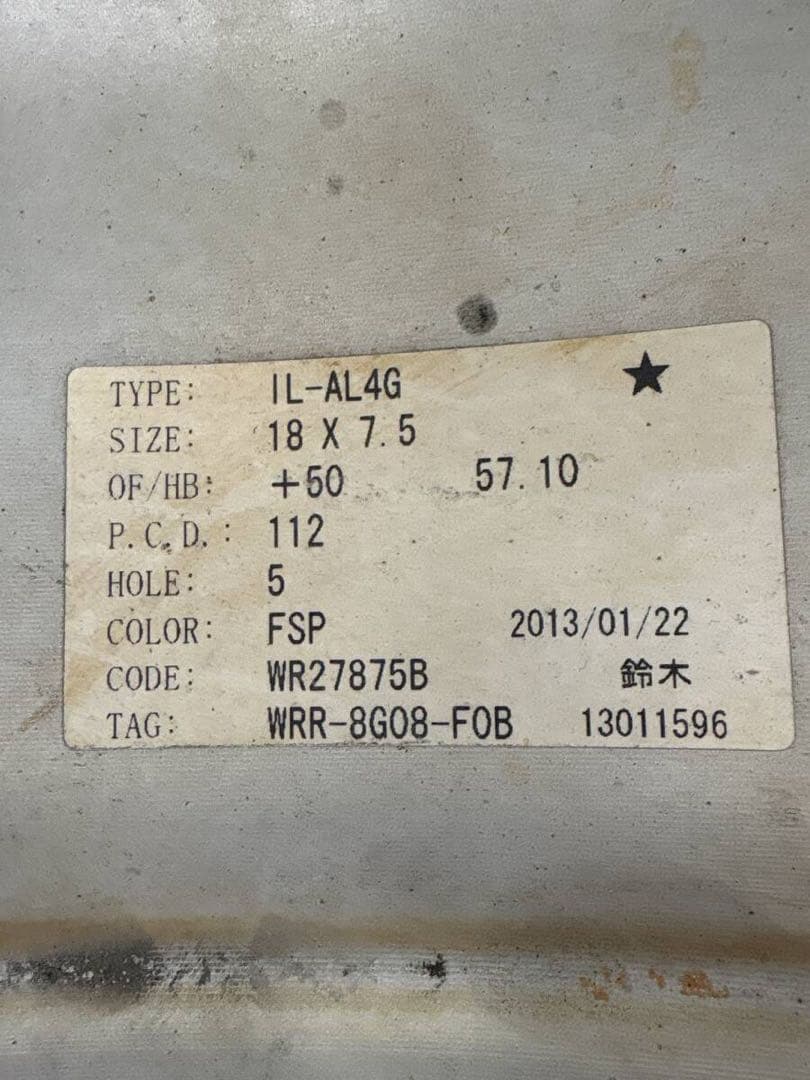 TYPE: IL-AL4G ★
SIZE: 18 X 7.5
OF/HB: +50 57.10
P.C.D.: 112
HOLE: 5
COLOR: FSP 2013/01/22
CODE: WR27875B 鈴木
TAG: WRR-8G08-F0B 13011596